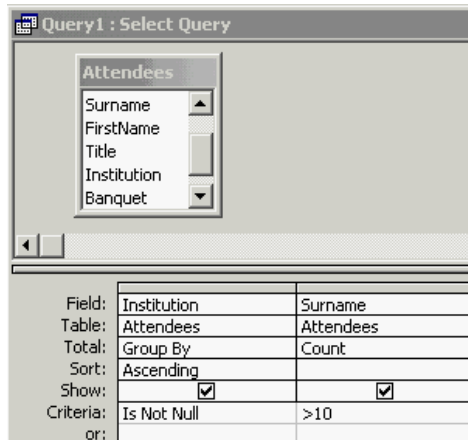 Query1 : Select Query
Attendees
Surname
FirstName
Title
Institution
Banquet
Field: Institution Surname
Table: Attendees Attendees
Total: Group By Count
Sort: Ascending
Show:
Criteria: Is Not Null >10
or: